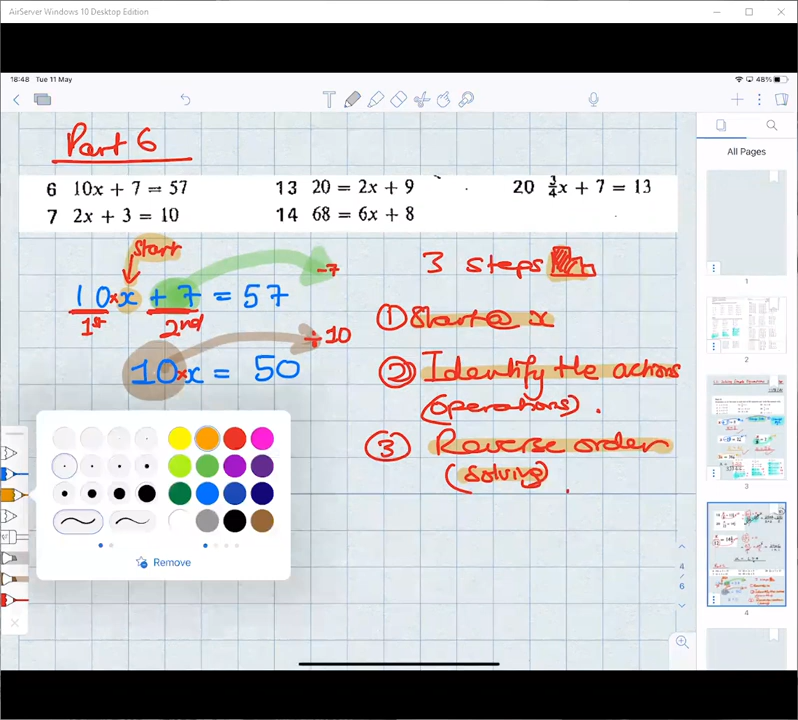 AirServer Windows 10 Desktop Edition
18:48 Tue 11 May
48%
Part 6
6 10x + 7 = 57
13 20 = 2x + 9
20 ¾x + 7 = 13
7 2x + 3 = 10
14 68 = 6x + 8
Start
-7
10×x + 7 = 57
1st 2nd
÷10
10×x = 50
3 steps
① Start @ x
② Identify the actions
(operations).
③ Reverse order
(solving).
Remove
All Pages
1
2
3
4
4
/
6